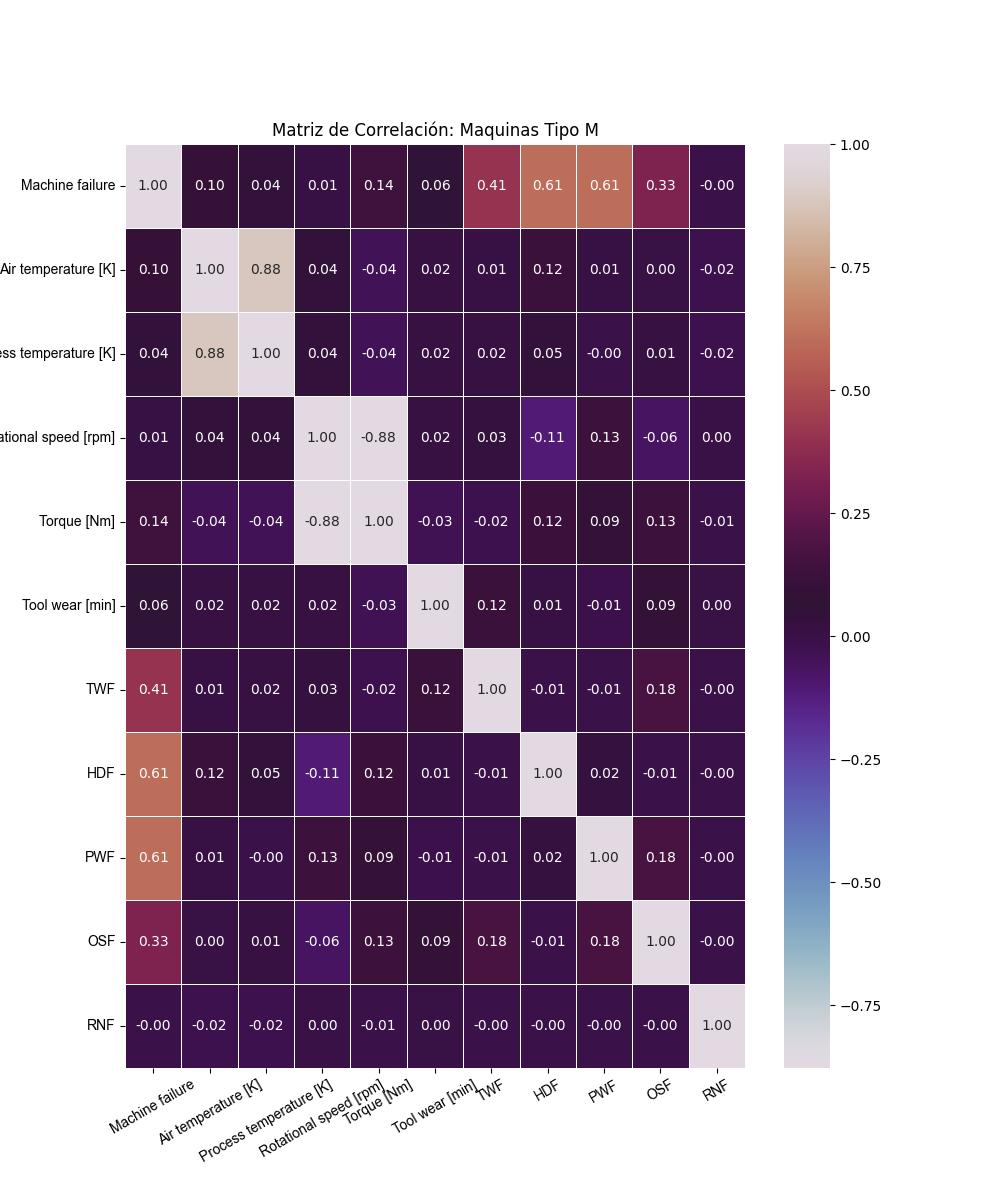 Matriz de Correlación: Maquinas Tipo M
Machine failure 1.00 0.10 0.04 0.01 0.14 0.06 0.41 0.61 0.61 0.33 -0.00
Air temperature [K] 0.10 1.00 0.88 0.04 -0.04 0.02 0.01 0.12 0.01 0.00 -0.02
ess temperature [K] 0.04 0.88 1.00 0.04 -0.04 0.02 0.02 0.05 -0.00 0.01 -0.02
ational speed [rpm] 0.01 0.04 0.04 1.00 -0.88 0.02 0.03 -0.11 0.13 -0.06 0.00
Torque [Nm] 0.14 -0.04 -0.04 -0.88 1.00 -0.03 -0.02 0.12 0.09 0.13 -0.01
Tool wear [min] 0.06 0.02 0.02 0.02 -0.03 1.00 0.12 0.01 -0.01 0.09 0.00
TWF 0.41 0.01 0.02 0.03 -0.02 0.12 1.00 -0.01 -0.01 0.18 -0.00
HDF 0.61 0.12 0.05 -0.11 0.12 0.01 -0.01 1.00 0.02 -0.01 -0.00
PWF 0.61 0.01 -0.00 0.13 0.09 -0.01 -0.01 0.02 1.00 0.18 -0.00
OSF 0.33 0.00 0.01 -0.06 0.13 0.09 0.18 -0.01 0.18 1.00 -0.00
RNF -0.00 -0.02 -0.02 0.00 -0.01 0.00 -0.00 -0.00 -0.00 -0.00 1.00
Machine failure
Air temperature [K]
Process temperature [K]
Rotational speed [rpm]
Torque [Nm]
Tool wear [min]
TWF
HDF
PWF
OSF
RNF
1.00
0.75
0.50
0.25
0.00
−0.25
−0.50
−0.75